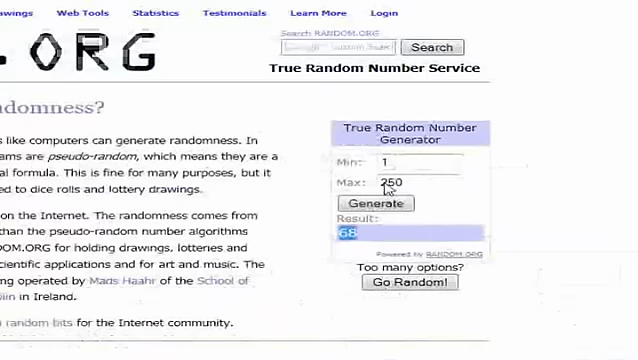 awings Web Tools Statistics Testimonials Learn More Login
.ORG
Search RANDOM.ORG
Search
True Random Number Service
ndomness?
True Random Number
Generator
s like computers can generate randomness. In
ams are pseudo-random, which means they are a
al formula. This is fine for many purposes, but it
d to dice rolls and lottery drawings.
Min: 1
Max: 250
Generate
Result:
68
Powered by RANDOM.ORG
on the Internet. The randomness comes from
than the pseudo-random number algorithms
DOM.ORG for holding drawings, lotteries and
cientific applications and for art and music. The
ng operated by Mads Haahr of the School of
lin in Ireland.
Too many options?
Go Random!
random bits for the Internet community.